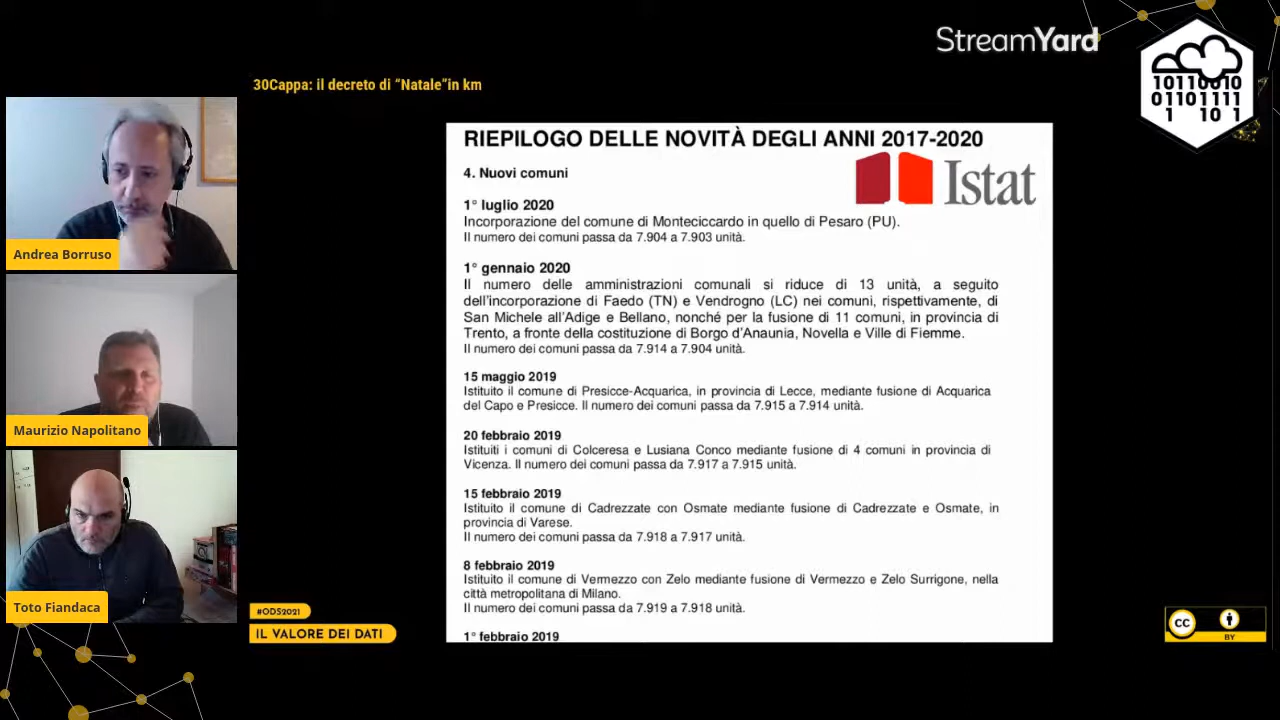 StreamYard
30Cappa: il decreto di “Natale”in km
10110010
01101111
1 10 1
RIEPILOGO DELLE NOVITÀ DEGLI ANNI 2017-2020
4. Nuovi comuni
Istat
1° luglio 2020
Incorporazione del comune di Monteciccardo in quello di Pesaro (PU).
Il numero dei comuni passa da 7.904 a 7.903 unità.
1° gennaio 2020
Il numero delle amministrazioni comunali si riduce di 13 unità, a seguito
dell’incorporazione di Faedo (TN) e Vendrogno (LC) nei comuni, rispettivamente, di
San Michele all’Adige e Bellano, nonché per la fusione di 11 comuni, in provincia di
Trento, a fronte della costituzione di Borgo d’Anaunia, Novella e Ville di Fiemme.
Il numero dei comuni passa da 7.914 a 7.904 unità.
15 maggio 2019
Istituito il comune di Presicce-Acquarica, in provincia di Lecce, mediante fusione di Acquarica
del Capo e Presicce. Il numero dei comuni passa da 7.915 a 7.914 unità.
20 febbraio 2019
Istituiti i comuni di Colceresa e Lusiana Conco mediante fusione di 4 comuni in provincia di
Vicenza. Il numero dei comuni passa da 7.917 a 7.915 unità.
15 febbraio 2019
Istituito il comune di Cadrezzate con Osmate mediante fusione di Cadrezzate e Osmate, in
provincia di Varese.
Il numero dei comuni passa da 7.918 a 7.917 unità.
8 febbraio 2019
Istituito il comune di Vermezzo con Zelo mediante fusione di Vermezzo e Zelo Surrigone, nella
città metropolitana di Milano.
Il numero dei comuni passa da 7.919 a 7.918 unità.
1° febbraio 2019
Andrea Borruso
Maurizio Napolitano
Toto Fiandaca
#ODS2021
IL VALORE DEI DATI
CC
BY